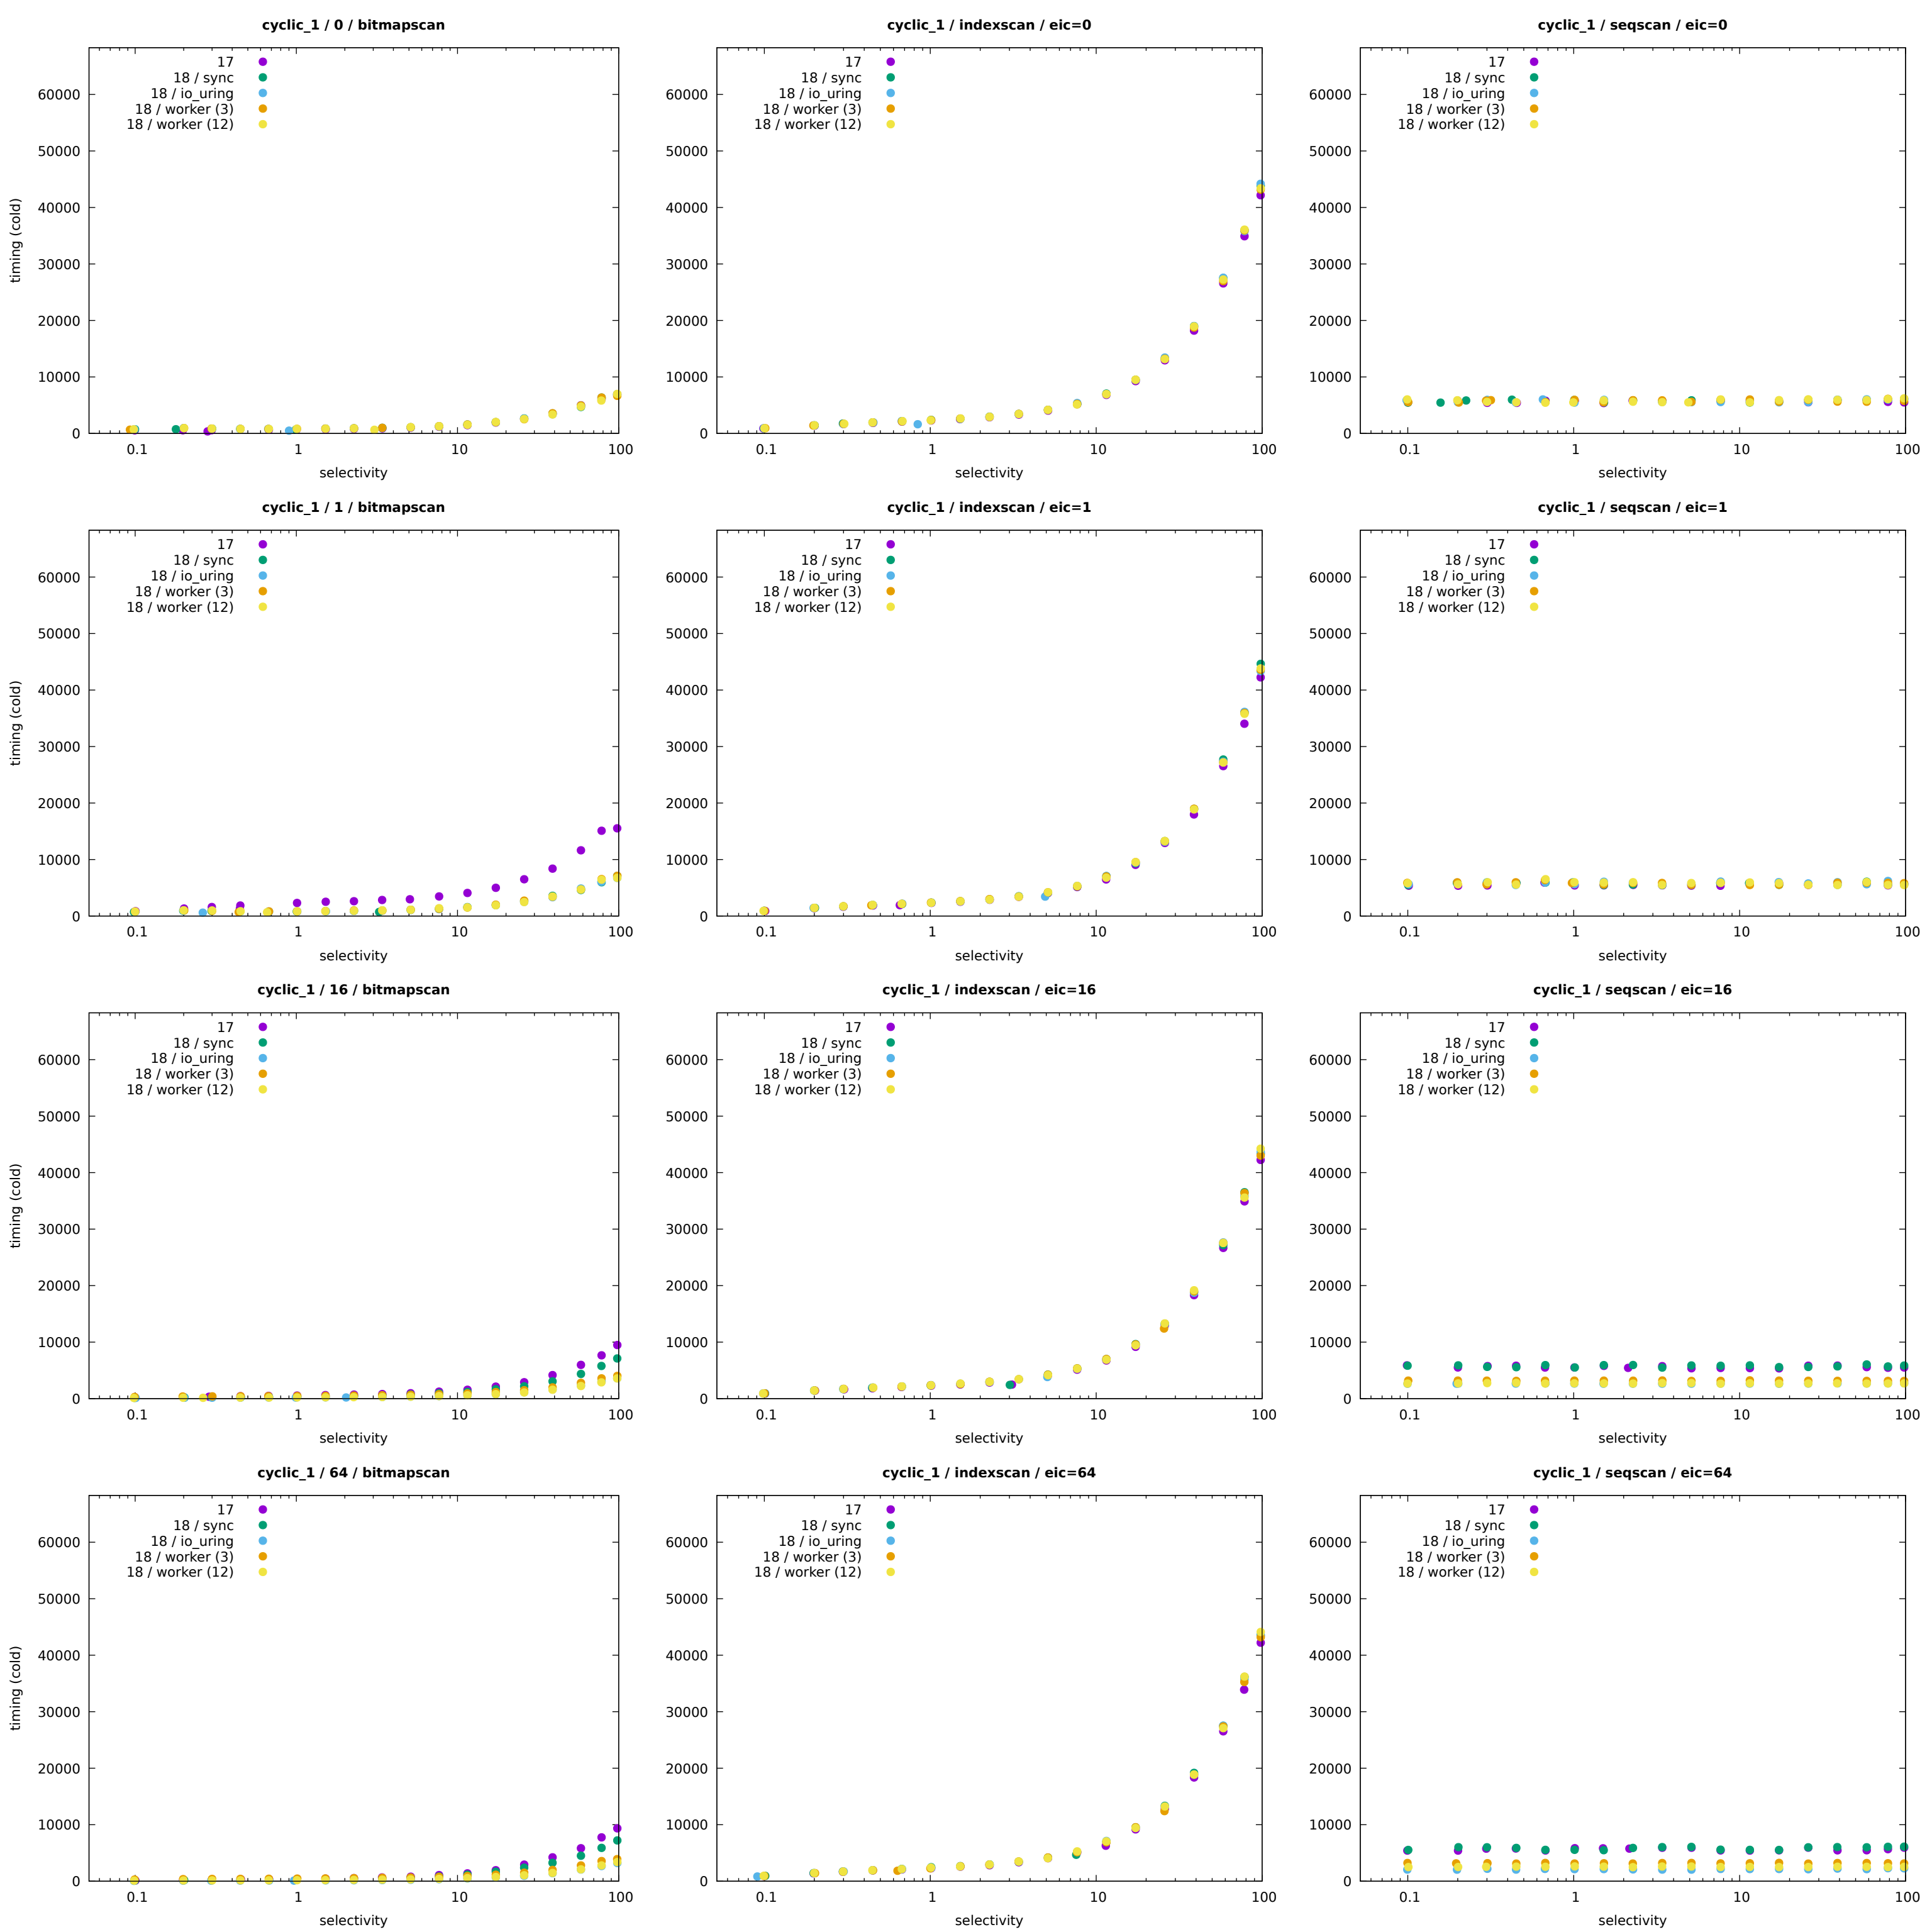 cyclic_1 / 0 / bitmapscan
17
18 / sync
18 / io_uring
18 / worker (3)
18 / worker (12)
60000
50000
40000
30000
20000
10000
0
timing (cold)
0.1 1 10 100
selectivity
cyclic_1 / indexscan / eic=0
17
18 / sync
18 / io_uring
18 / worker (3)
18 / worker (12)
60000
50000
40000
30000
20000
10000
0
0.1 1 10 100
selectivity
cyclic_1 / seqscan / eic=0
17
18 / sync
18 / io_uring
18 / worker (3)
18 / worker (12)
60000
50000
40000
30000
20000
10000
0
0.1 1 10 100
selectivity
cyclic_1 / 1 / bitmapscan
17
18 / sync
18 / io_uring
18 / worker (3)
18 / worker (12)
60000
50000
40000
30000
20000
10000
0
timing (cold)
0.1 1 10 100
selectivity
cyclic_1 / indexscan / eic=1
17
18 / sync
18 / io_uring
18 / worker (3)
18 / worker (12)
60000
50000
40000
30000
20000
10000
0
0.1 1 10 100
selectivity
cyclic_1 / seqscan / eic=1
17
18 / sync
18 / io_uring
18 / worker (3)
18 / worker (12)
60000
50000
40000
30000
20000
10000
0
0.1 1 10 100
selectivity
cyclic_1 / 16 / bitmapscan
17
18 / sync
18 / io_uring
18 / worker (3)
18 / worker (12)
60000
50000
40000
30000
20000
10000
0
timing (cold)
0.1 1 10 100
selectivity
cyclic_1 / indexscan / eic=16
17
18 / sync
18 / io_uring
18 / worker (3)
18 / worker (12)
60000
50000
40000
30000
20000
10000
0
0.1 1 10 100
selectivity
cyclic_1 / seqscan / eic=16
17
18 / sync
18 / io_uring
18 / worker (3)
18 / worker (12)
60000
50000
40000
30000
20000
10000
0
0.1 1 10 100
selectivity
cyclic_1 / 64 / bitmapscan
17
18 / sync
18 / io_uring
18 / worker (3)
18 / worker (12)
60000
50000
40000
30000
20000
10000
0
timing (cold)
0.1 1 10 100
selectivity
cyclic_1 / indexscan / eic=64
17
18 / sync
18 / io_uring
18 / worker (3)
18 / worker (12)
60000
50000
40000
30000
20000
10000
0
0.1 1 10 100
selectivity
cyclic_1 / seqscan / eic=64
17
18 / sync
18 / io_uring
18 / worker (3)
18 / worker (12)
60000
50000
40000
30000
20000
10000
0
0.1 1 10 100
selectivity